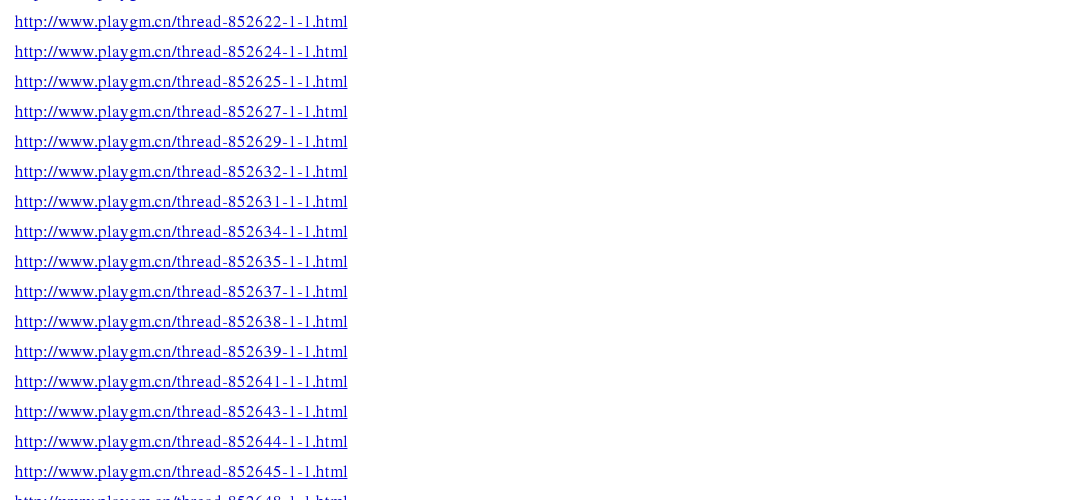 http://www.playgm.cn/thread-852622-1-1.html
http://www.playgm.cn/thread-852624-1-1.html
http://www.playgm.cn/thread-852625-1-1.html
http://www.playgm.cn/thread-852627-1-1.html
http://www.playgm.cn/thread-852629-1-1.html
http://www.playgm.cn/thread-852632-1-1.html
http://www.playgm.cn/thread-852631-1-1.html
http://www.playgm.cn/thread-852634-1-1.html
http://www.playgm.cn/thread-852635-1-1.html
http://www.playgm.cn/thread-852637-1-1.html
http://www.playgm.cn/thread-852638-1-1.html
http://www.playgm.cn/thread-852639-1-1.html
http://www.playgm.cn/thread-852641-1-1.html
http://www.playgm.cn/thread-852643-1-1.html
http://www.playgm.cn/thread-852644-1-1.html
http://www.playgm.cn/thread-852645-1-1.html